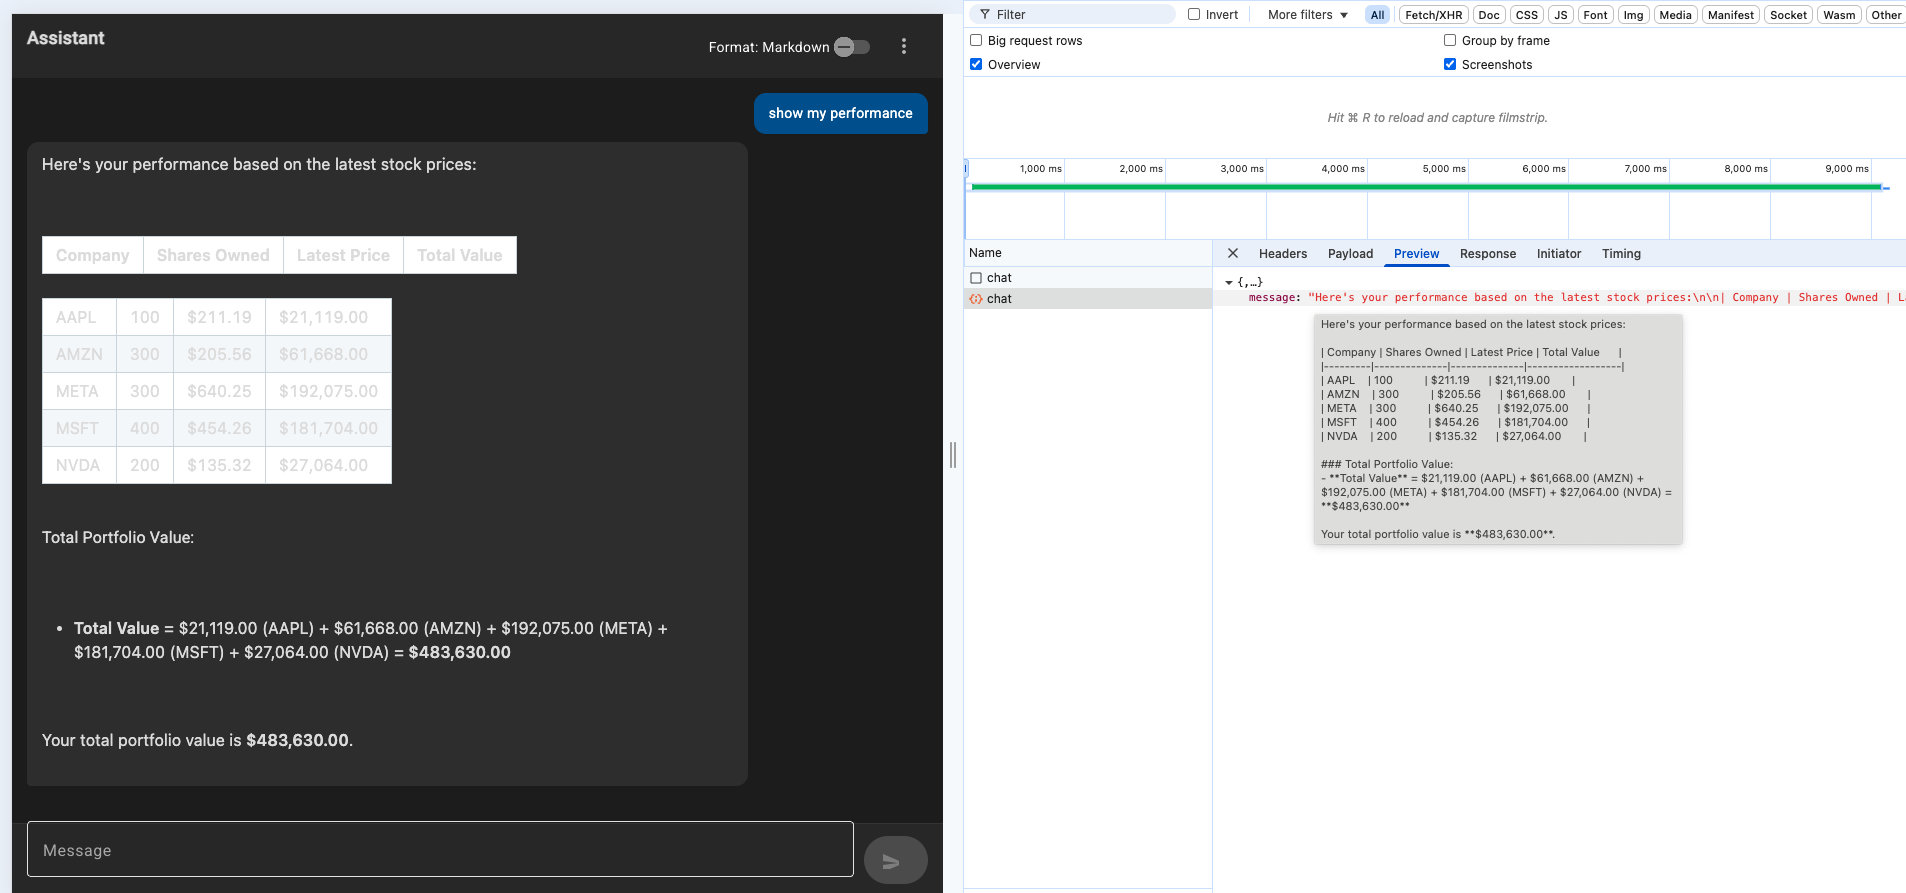 Assistant
Format: Markdown
show my performance
Here's your performance based on the latest stock prices:
Company Shares Owned Latest Price Total Value
AAPL 100 $211.19 $21,119.00
AMZN 300 $205.56 $61,668.00
META 300 $640.25 $192,075.00
MSFT 400 $454.26 $181,704.00
NVDA 200 $135.32 $27,064.00
Total Portfolio Value:
• Total Value = $21,119.00 (AAPL) + $61,668.00 (AMZN) + $192,075.00 (META) +
$181,704.00 (MSFT) + $27,064.00 (NVDA) = $483,630.00
Your total portfolio value is $483,630.00.
Message
Filter Invert More filters All Fetch/XHR Doc CSS JS Font Img Media Manifest Socket Wasm Other
Big request rows Group by frame
Overview Screenshots
Hit ⌘ R to reload and capture filmstrip.
1,000 ms 2,000 ms 3,000 ms 4,000 ms 5,000 ms 6,000 ms 7,000 ms 8,000 ms 9,000 ms
Name
chat
chat
Headers Payload Preview Response Initiator Timing
{,…}
message: "Here's your performance based on the latest stock prices:\n\n| Company | Shares Owned | L
Here's your performance based on the latest stock prices:
| Company | Shares Owned | Latest Price | Total Value |
|---------|--------------|--------------|------------------|
| AAPL | 100 | $211.19 | $21,119.00 |
| AMZN | 300 | $205.56 | $61,668.00 |
| META | 300 | $640.25 | $192,075.00 |
| MSFT | 400 | $454.26 | $181,704.00 |
| NVDA | 200 | $135.32 | $27,064.00 |
### Total Portfolio Value:
- **Total Value** = $21,119.00 (AAPL) + $61,668.00 (AMZN) +
$192,075.00 (META) + $181,704.00 (MSFT) + $27,064.00 (NVDA) =
**$483,630.00**
Your total portfolio value is **$483,630.00**.